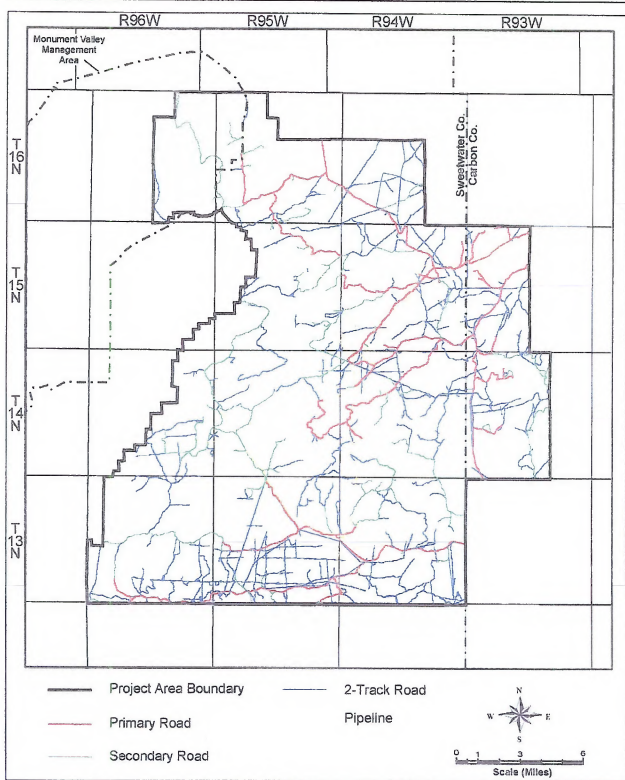 R96W R95W R94W R93W
Monument Valley
Management
Area
T
16
N
Sweetwater Co.
Carbon Co.
T
15
N
T
14
N
T
13
N
Project Area Boundary
2-Track Road
Primary Road
Pipeline
Secondary Road
N
W E
S
0 1 3 6
Scale (Miles)